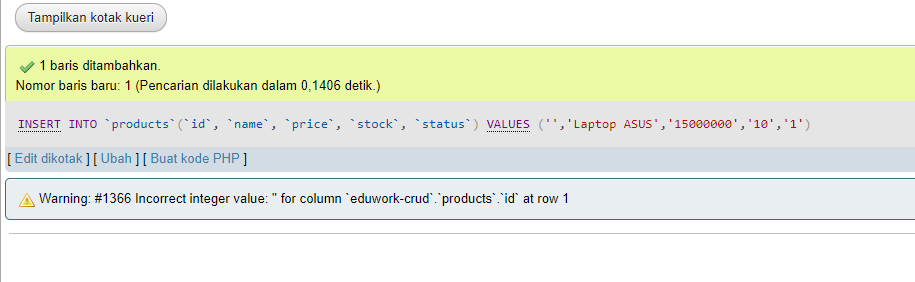 Tampilkan kotak kueri
1 baris ditambahkan.
Nomor baris baru: 1 (Pencarian dilakukan dalam 0,1406 detik.)
INSERT INTO `products`(`id`, `name`, `price`, `stock`, `status`) VALUES ('','Laptop ASUS','15000000','10','1')
[ Edit dikotak ] [ Ubah ] [ Buat kode PHP ]
Warning: #1366 Incorrect integer value: '' for column `eduwork-crud`.`products`.`id` at row 1